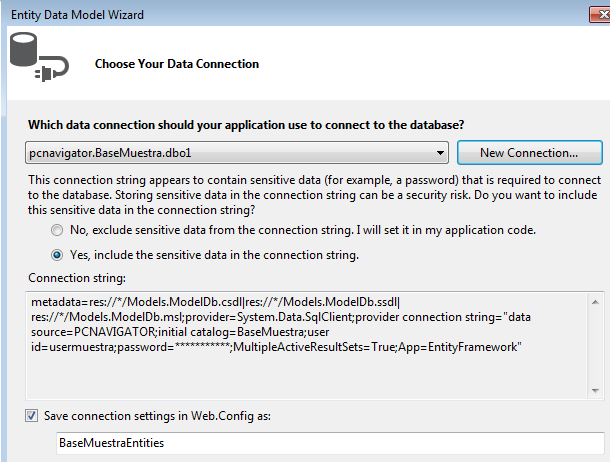 Entity Data Model Wizard
Choose Your Data Connection
Which data connection should your application use to connect to the database?
pcnavigator.BaseMuestra.dbo1
New Connection...
This connection string appears to contain sensitive data (for example, a password) that is required to connect
to the database. Storing sensitive data in the connection string can be a security risk. Do you want to include
this sensitive data in the connection string?
No, exclude sensitive data from the connection string. I will set it in my application code.
Yes, include the sensitive data in the connection string.
Connection string:
metadata=res://*/Models.ModelDb.csdl|res://*/Models.ModelDb.ssdl|
res://*/Models.ModelDb.msl;provider=System.Data.SqlClient;provider connection string="data
source=PCNAVIGATOR;initial catalog=BaseMuestra;user
id=usermuestra;password=***********;MultipleActiveResultSets=True;App=EntityFramework"
Save connection settings in Web.Config as:
BaseMuestraEntities